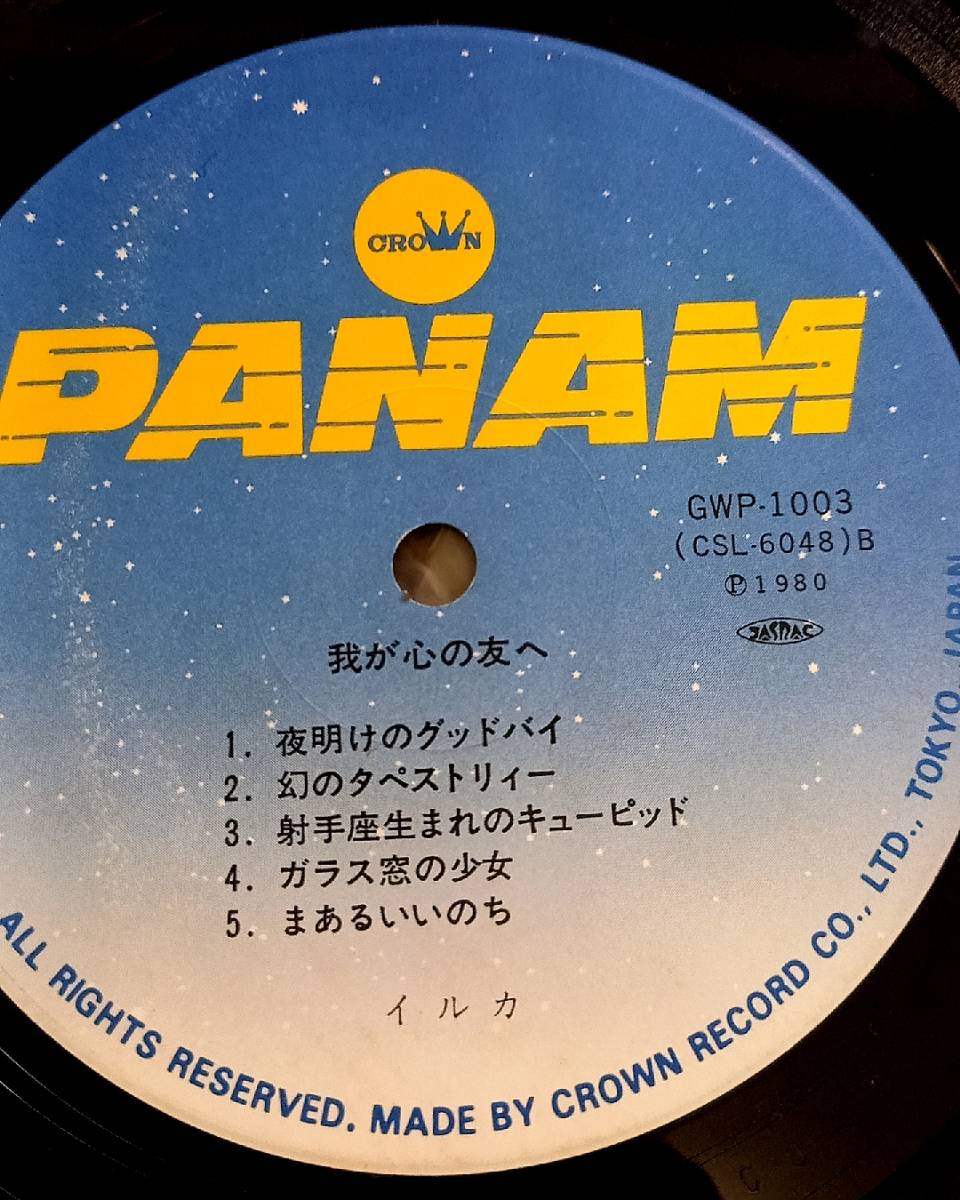 CROWN
PANAM
GWP-1003
(CSL-6048)B
Ⓟ1980
JASRAC
我が心の友へ
1. 夜明けのグッドバイ
2. 幻のタペストリィー
3. 射手座生まれのキューピッド
4. ガラス窓の少女
5. まあるいいのち
イルカ
ALL RIGHTS RESERVED. MADE BY CROWN RECORD CO., LTD., TOKYO, JAPAN